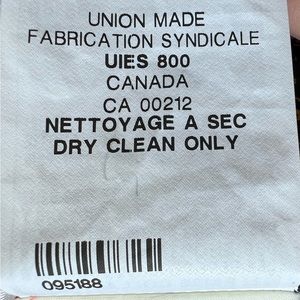 UNION MADE
FABRICATION SYNDICALE
UIES 800
CANADA
CA 00212
NETTOYAGE A SEC
DRY CLEAN ONLY
095188